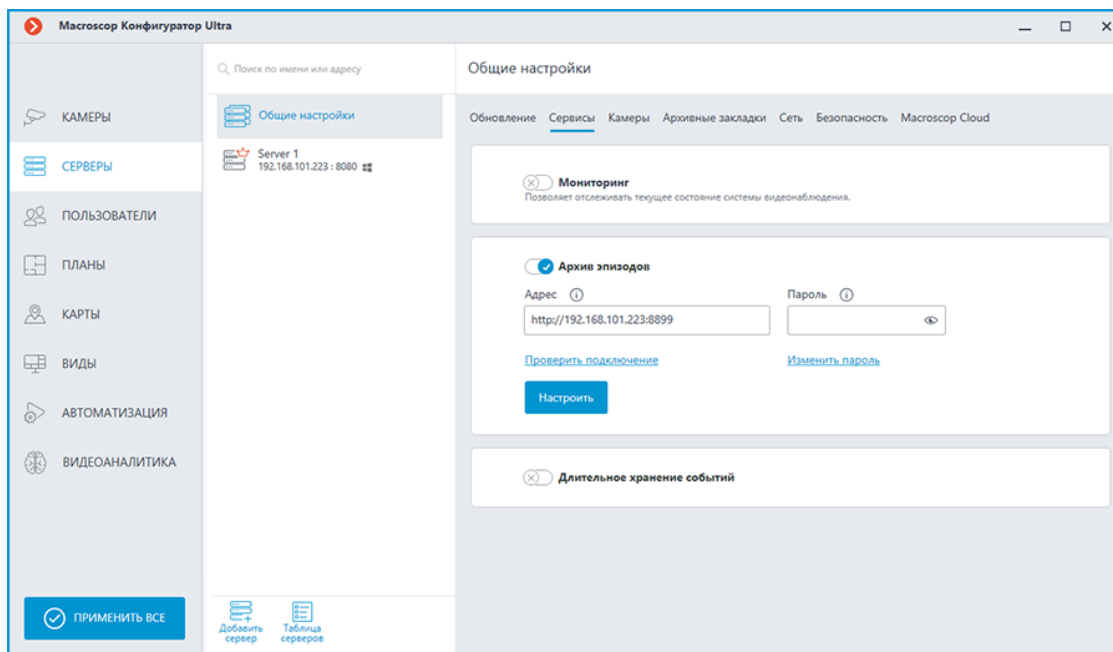 Macroscop Конфигуратор Ultra
Поиск по имени или адресу
Общие настройки
КАМЕРЫ
СЕРВЕРЫ
ПОЛЬЗОВАТЕЛИ
ПЛАНЫ
КАРТЫ
ВИДЫ
АВТОМАТИЗАЦИЯ
ВИДЕОАНАЛИТИКА
ПРИМЕНИТЬ ВСЕ
Общие настройки
Server 1
192.168.101.223 : 8080
Добавить сервер
Таблица серверов
Обновление Сервисы Камеры Архивные закладки Сеть Безопасность Macroscop Cloud
Мониторинг
Позволяет отслеживать текущее состояние системы видеонаблюдения.
Архив эпизодов
Адрес Пароль
http://192.168.101.223:8899
Проверить подключение Изменить пароль
Настроить
Длительное хранение событий